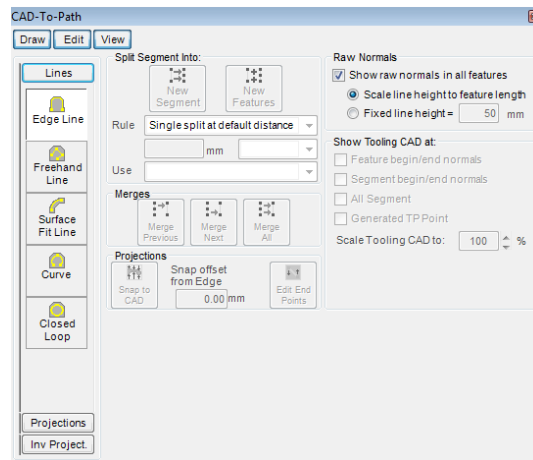 CAD-To-Path
Draw Edit View
Lines
Edge Line
Freehand
Line
Surface
Fit Line
Curve
Closed
Loop
Projections
Inv Project.
Split Segment Into:
New
Segment
New
Features
Rule Single split at default distance
mm
Use
Merges
Merge
Previous
Merge
Next
Merge
All
Projections
Snap to
CAD
Snap offset
from Edge
0.00 mm
Edit End
Points
Raw Normals
Show raw normals in all features
Scale line height to feature length
Fixed line height = 50 mm
Show Tooling CAD at:
Feature begin/end normals
Segment begin/end normals
All Segment
Generated TP Point
Scale Tooling CAD to: 100 %